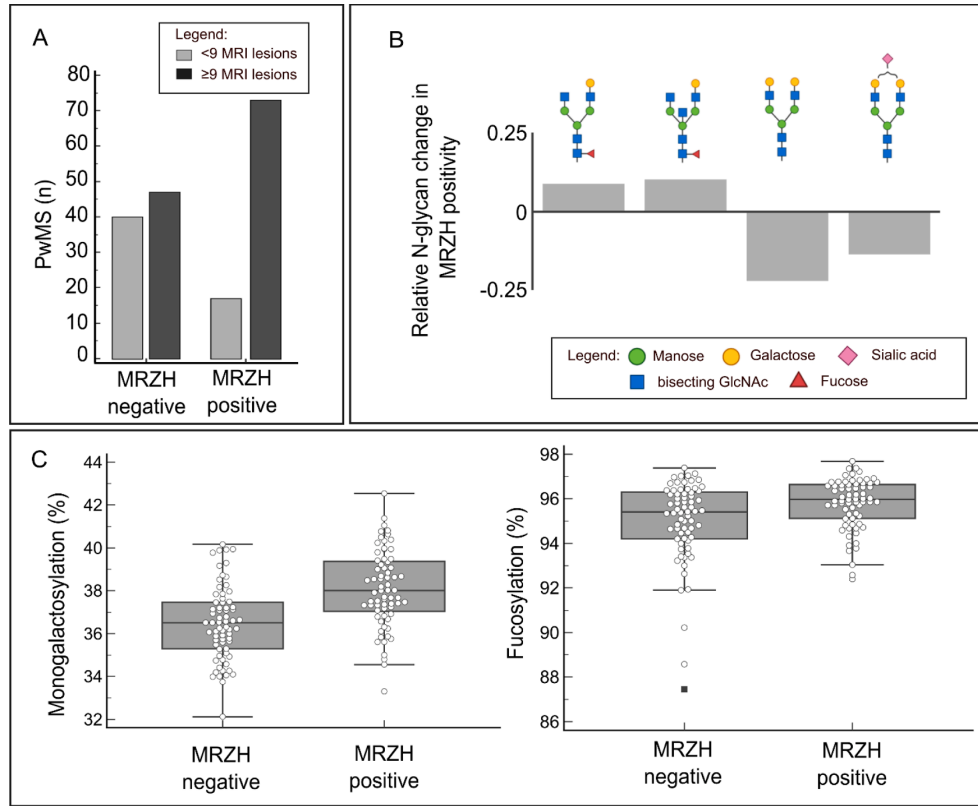 A
Legend:
<9 MRI lesions
≥9 MRI lesions
PwMS (n)
80
70
60
50
40
30
20
10
0
MRZH
negative
MRZH
positive
B
Relative N-glycan change in
MRZH positivity
0.25
0
-0.25
Legend:
Manose
Galactose
Sialic acid
bisecting GlcNAc
Fucose
C
Monogalactosylation (%)
44
42
40
38
36
34
32
MRZH
negative
MRZH
positive
Fucosylation (%)
98
96
94
92
90
88
86
MRZH
negative
MRZH
positive